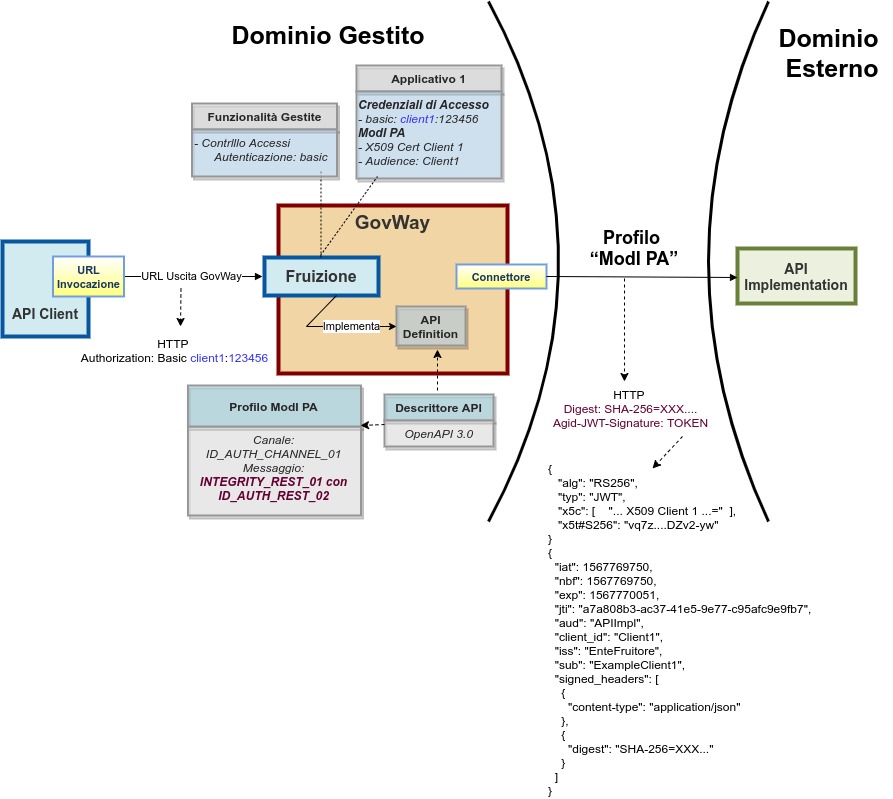 Dominio Gestito
Dominio
Esterno
Applicativo 1
Credenziali di Accesso
- basic: client1:123456
ModI PA
- X509 Cert Client 1
- Audience: Client1
Funzionalità Gestite
- Contrllo Accessi
Autenticazione: basic
GovWay
Profilo
“ModI PA”
URL
Invocazione
API Client
URL Uscita GovWay
Fruizione
Connettore
API
Implementation
Implementa
API
Definition
HTTP
Authorization: Basic client1:123456
Profilo ModI PA
Canale:
ID_AUTH_CHANNEL_01
Messaggio:
INTEGRITY_REST_01 con
ID_AUTH_REST_02
Descrittore API
OpenAPI 3.0
HTTP
Digest: SHA-256=XXX....
Agid-JWT-Signature: TOKEN
{
"alg": "RS256",
"typ": "JWT",
"x5c": [ "... X509 Client 1 ...=" ],
"x5t#S256": "vq7z....DZv2-yw"
}
{
"iat": 1567769750,
"nbf": 1567769750,
"exp": 1567770051,
"jti": "a7a808b3-ac37-41e5-9e77-c95afc9e9fb7",
"aud": "APIImpl",
"client_id": "Client1",
"iss": "EnteFruitore",
"sub": "ExampleClient1",
"signed_headers": [
{
"content-type": "application/json"
},
{
"digest": "SHA-256=XXX..."
}
]
}